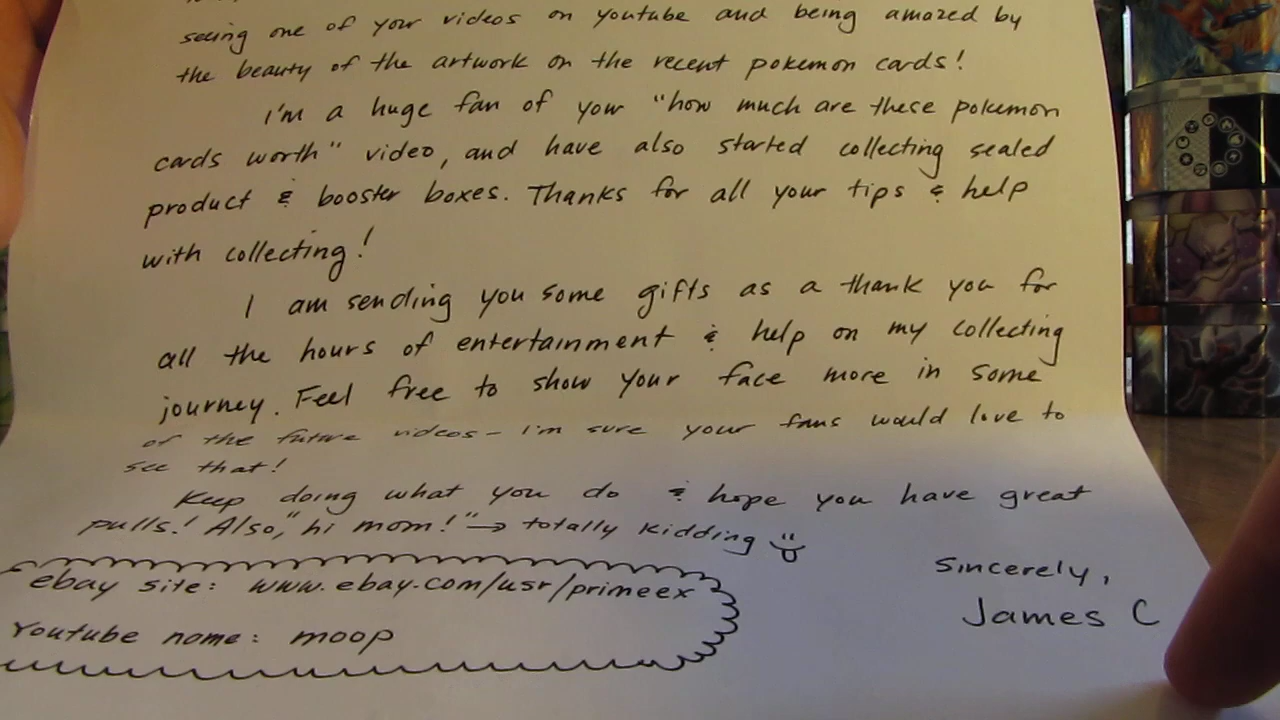 seeing one of your videos on youtube and being amazed by
the beauty of the artwork on the recent pokemon cards!
I'm a huge fan of your "how much are these pokemon
cards worth" video, and have also started collecting sealed
product & booster boxes. Thanks for all your tips & help
with collecting!
I am sending you some gifts as a thank you for
all the hours of entertainment & help on my collecting
journey. Feel free to show your face more in some
of the future videos - I'm sure your fans would love to
see that!
Keep doing what you do & hope you have great
pulls! Also, "hi mom!" → totally kidding
Sincerely,
James C
ebay site: www.ebay.com/usr/primeex
Youtube name: moop